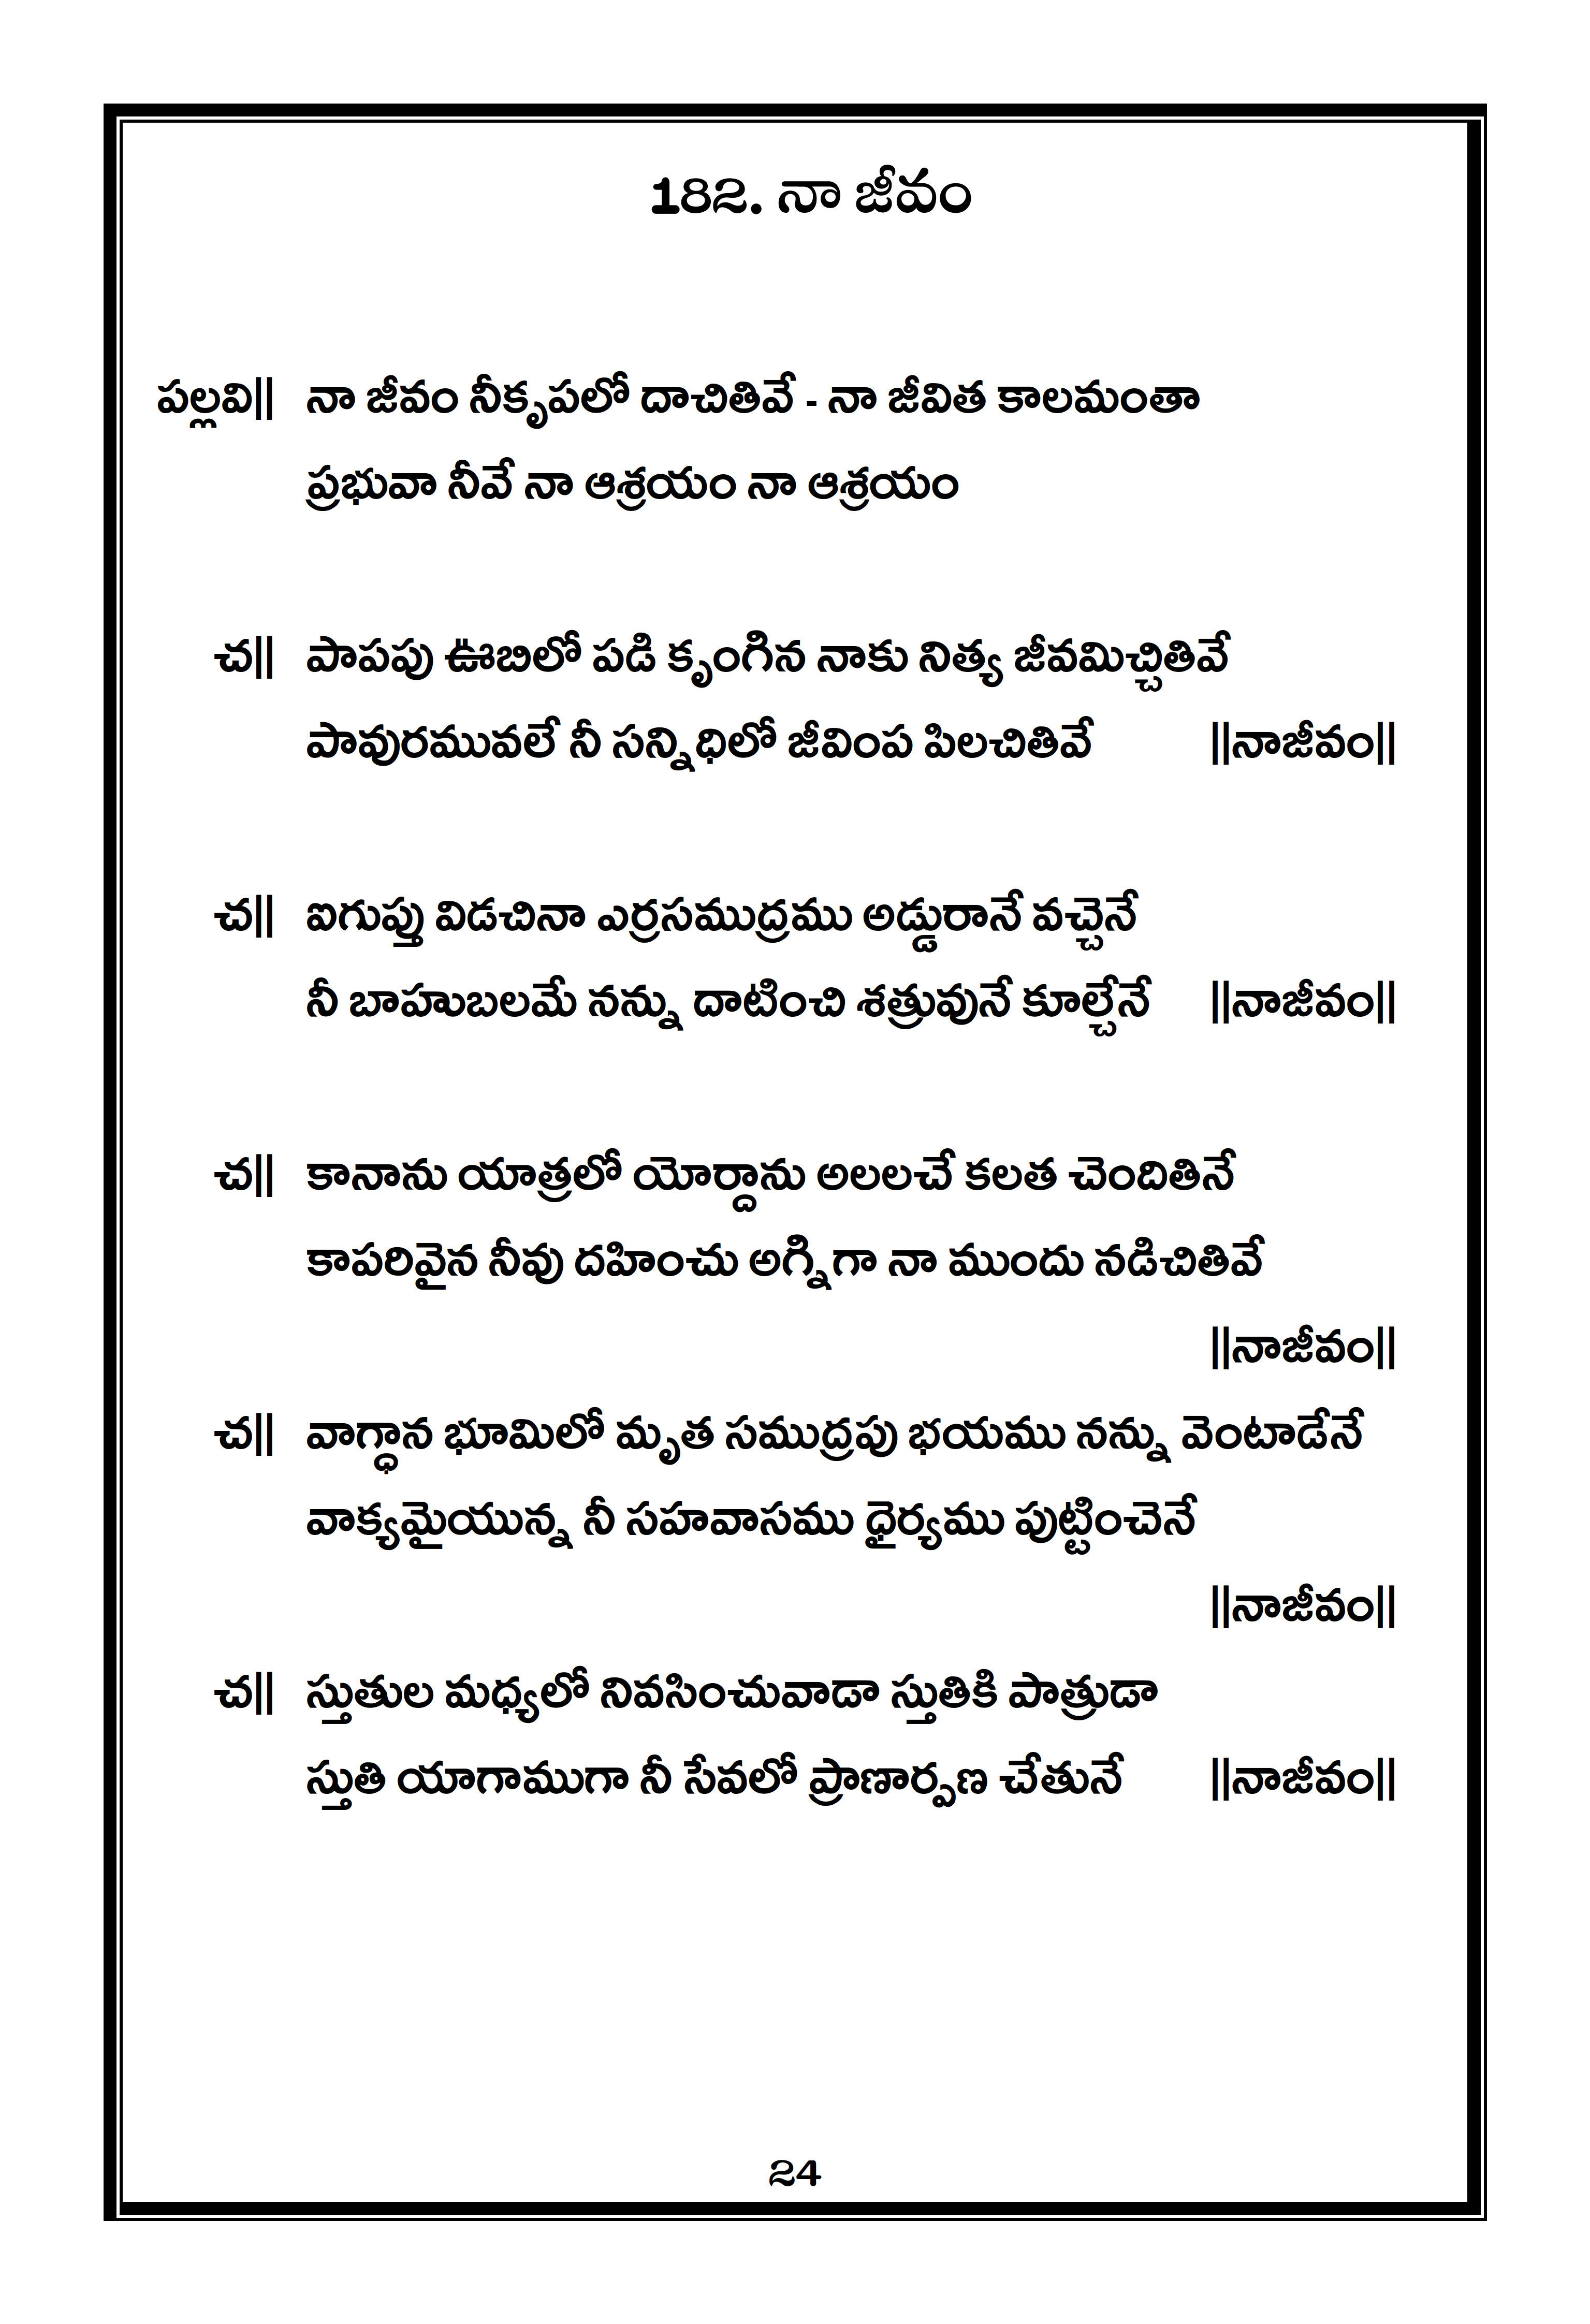 182. నా జీవం
పల్లవి|| నా జీవం నీకృపలో దాచితివే - నా జీవిత కాలమంతా
ప్రభువా నీవే నా ఆశ్రయం నా ఆశ్రయం
చ|| పాపపు ఊబిలో పడి కృంగిన నాకు నిత్య జీవమిచ్చితివే
పావురమువలే నీ సన్నిధిలో జీవింప పిలచితివే ||నాజీవం||
చ|| ఐగుప్తు విడచినా ఎర్రసముద్రము అడ్డురానే వచ్చెనే
నీ బాహుబలమే నన్ను దాటించి శత్రువునే కూల్చేనే ||నాజీవం||
చ|| కానాను యాత్రలో యోర్దాను అలలచే కలత చెందితినే
కాపరివైన నీవు దహించు అగ్నిగా నా ముందు నడిచితివే
||నాజీవం||
చ|| వాగ్ధాన భూమిలో మృత సముద్రపు భయము నన్ను వెంటాడేనే
వాక్యమైయున్న నీ సహవాసము ధైర్యము పుట్టించెనే
||నాజీవం||
చ|| స్తుతుల మధ్యలో నివసించువాడా స్తుతికి పాత్రుడా
స్తుతి యాగాముగా నీ సేవలో ప్రాణార్పణ చేతునే ||నాజీవం||
24